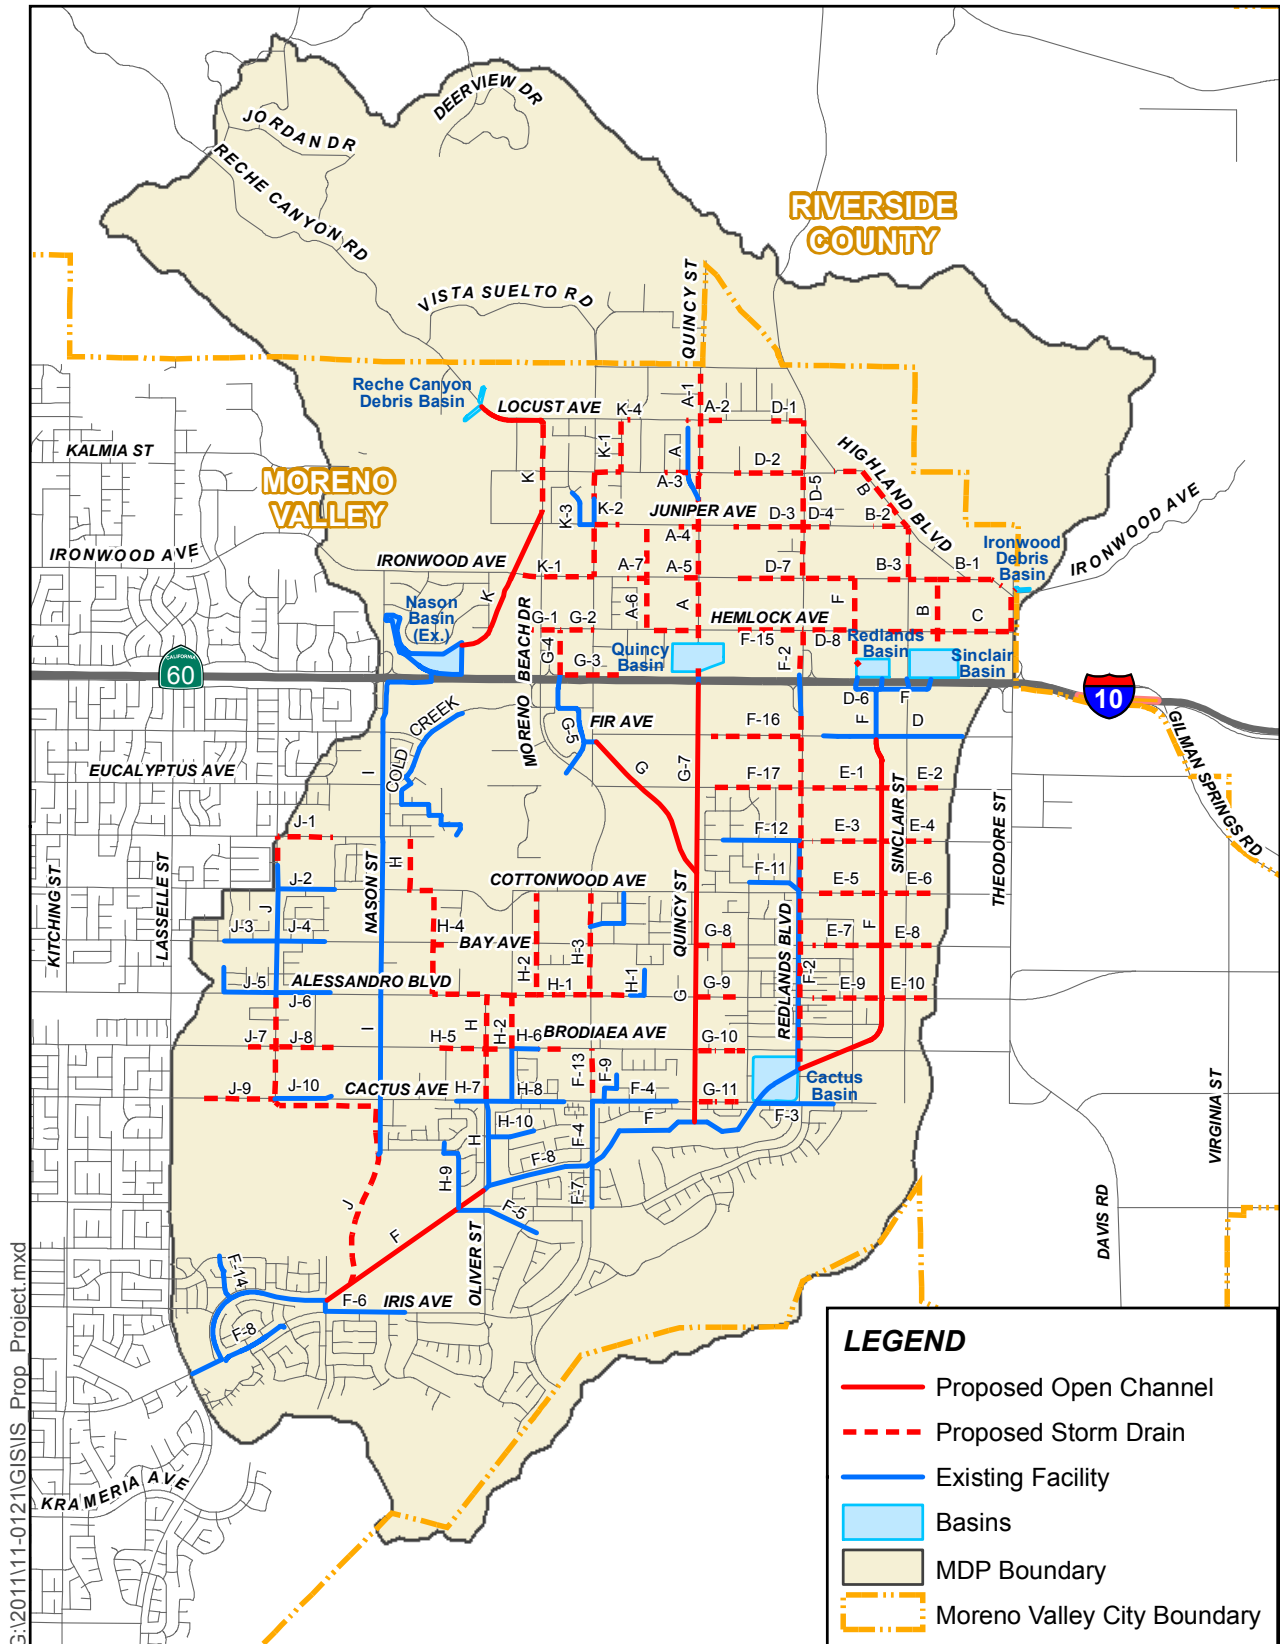 DEERVIEW DR
JORDAN DR
RECHE CANYON RD
RIVERSIDE
COUNTY
VISTA SUELTO RD
QUINCY ST
Reche Canyon
Debris Basin
LOCUST AVE
K-4
A-1
A-2
D-1
KALMIA ST
K-1
A
HIGHLAND BLVD
MORENO
VALLEY
K
A-3
D-2
D-5
B
IRONWOOD AVE
K-3
K-2
JUNIPER AVE
D-3
D-4
B-2
IRONWOOD AVE
A-4
Ironwood
Debris
Basin
IRONWOOD AVE
K-1
A-7
A-5
D-7
B-3
B-1
K
A-6
A
F
B
C
Nason
Basin
(Ex.)
MORENO BEACH DR
G-1
G-2
HEMLOCK AVE
G-4
G-3
Quincy
Basin
F-15
F-2
D-8
Redlands
Basin
Sinclair
Basin
CALIFORNIA
60
D-6
F
10
COLD CREEK
G-5
FIR AVE
F-16
F
D
GILMAN SPRINGS RD
EUCALYPTUS AVE
I
G
G-7
F-17
E-1
E-2
SINCLAIR ST
THEODORE ST
J-1
H
F-12
E-3
E-4
KITCHING ST
LASSELLE ST
NASON ST
J-2
COTTONWOOD AVE
F-11
E-5
E-6
J
QUINCY ST
REDLANDS BLVD
J-3
J-4
H-4
BAY AVE
H-2
H-3
G-8
E-7
F
E-8
F-2
J-5
ALESSANDRO BLVD
H-1
H-1
G
G-9
E-9
E-10
J-6
I
H
H-2
J-7
J-8
H-5
H-6
BRODIAEA AVE
G-10
F-13
F-9
J-9
J-10
CACTUS AVE
H-7
H-8
F-4
G-11
Cactus
Basin
F-3
VIRGINIA ST
H
H-10
F-4
F
F-8
H-9
F-7
J
F-5
F
OLIVER ST
DAVIS RD
F-14
F-6
IRIS AVE
F-8
KRAMERIA AVE
G:\2011\11-0121\GIS\IS_Prop_Project.mxd
LEGEND
Proposed Open Channel
Proposed Storm Drain
Existing Facility
Basins
MDP Boundary
Moreno Valley City Boundary